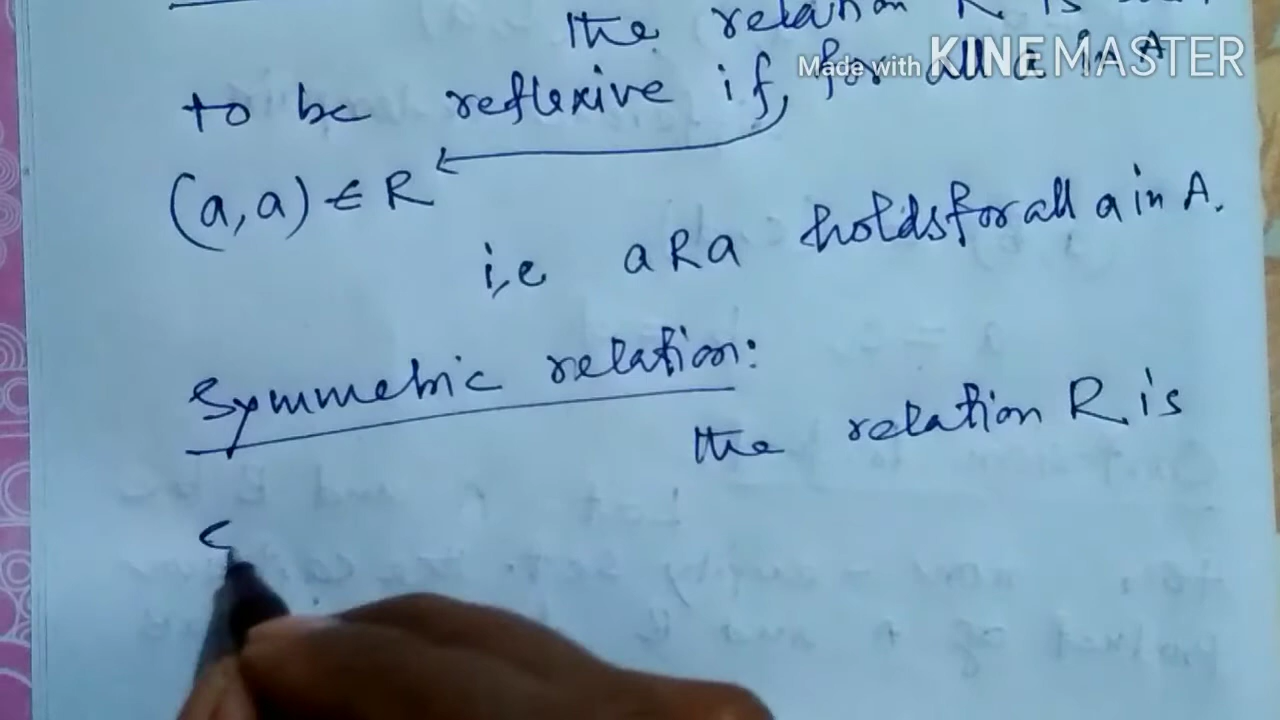 the relation R is
Made with KINEMASTER
to be reflexive if, for all a in A
(a,a) ∈ R
i,e aRa holds for all a in A.
Symmetric relation:
the relation R is